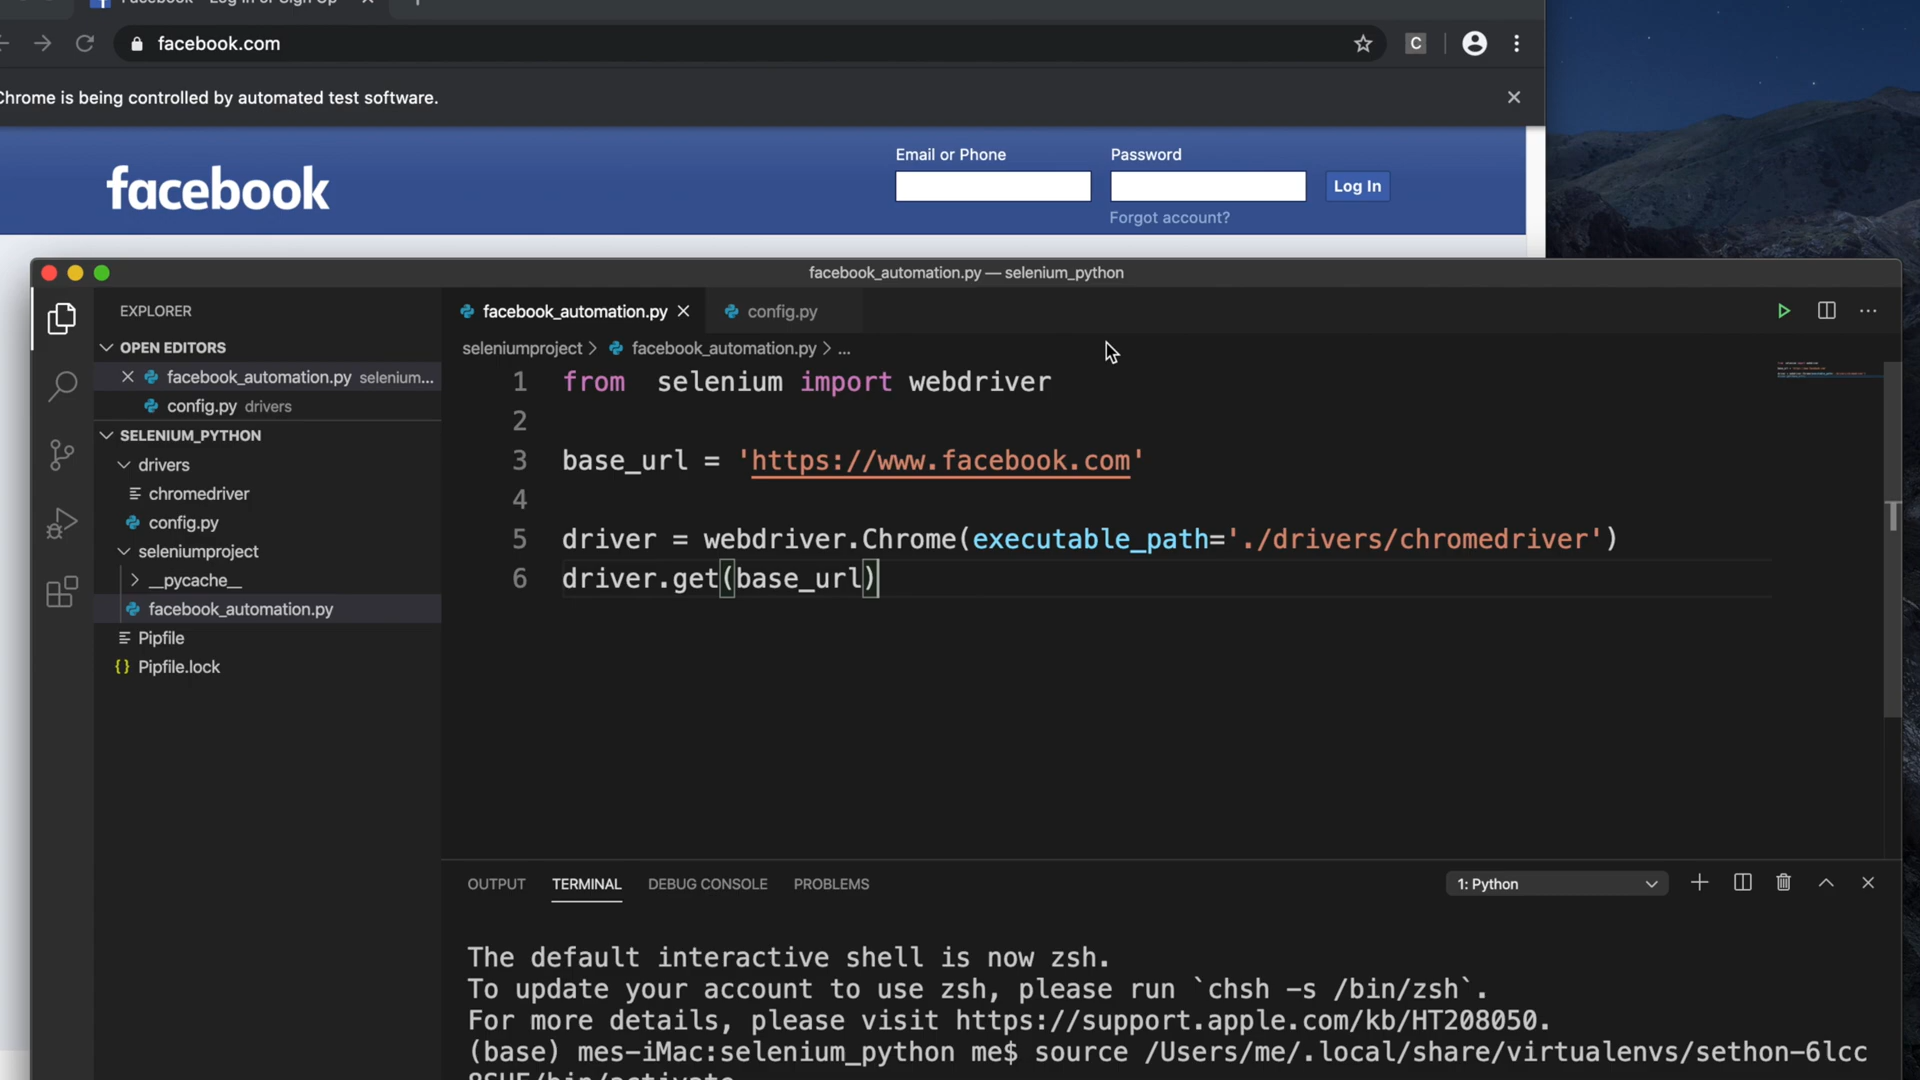 facebook.com
C
Chrome is being controlled by automated test software.
facebook
Email or Phone
Password
Log In
Forgot account?
facebook_automation.py — selenium_python
EXPLORER
OPEN EDITORS
facebook_automation.py selenium...
config.py drivers
SELENIUM_PYTHON
drivers
chromedriver
config.py
seleniumproject
__pycache__
facebook_automation.py
Pipfile
{} Pipfile.lock
facebook_automation.py
config.py
seleniumproject > facebook_automation.py > ...
1 from  selenium import webdriver
2
3 base_url = 'https://www.facebook.com'
4
5 driver = webdriver.Chrome(executable_path='./drivers/chromedriver')
6 driver.get(base_url)
OUTPUT
TERMINAL
DEBUG CONSOLE
PROBLEMS
1: Python
The default interactive shell is now zsh.
To update your account to use zsh, please run `chsh -s /bin/zsh`.
For more details, please visit https://support.apple.com/kb/HT208050.
(base) mes-iMac:selenium_python me$ source /Users/me/.local/share/virtualenvs/sethon-6lcc